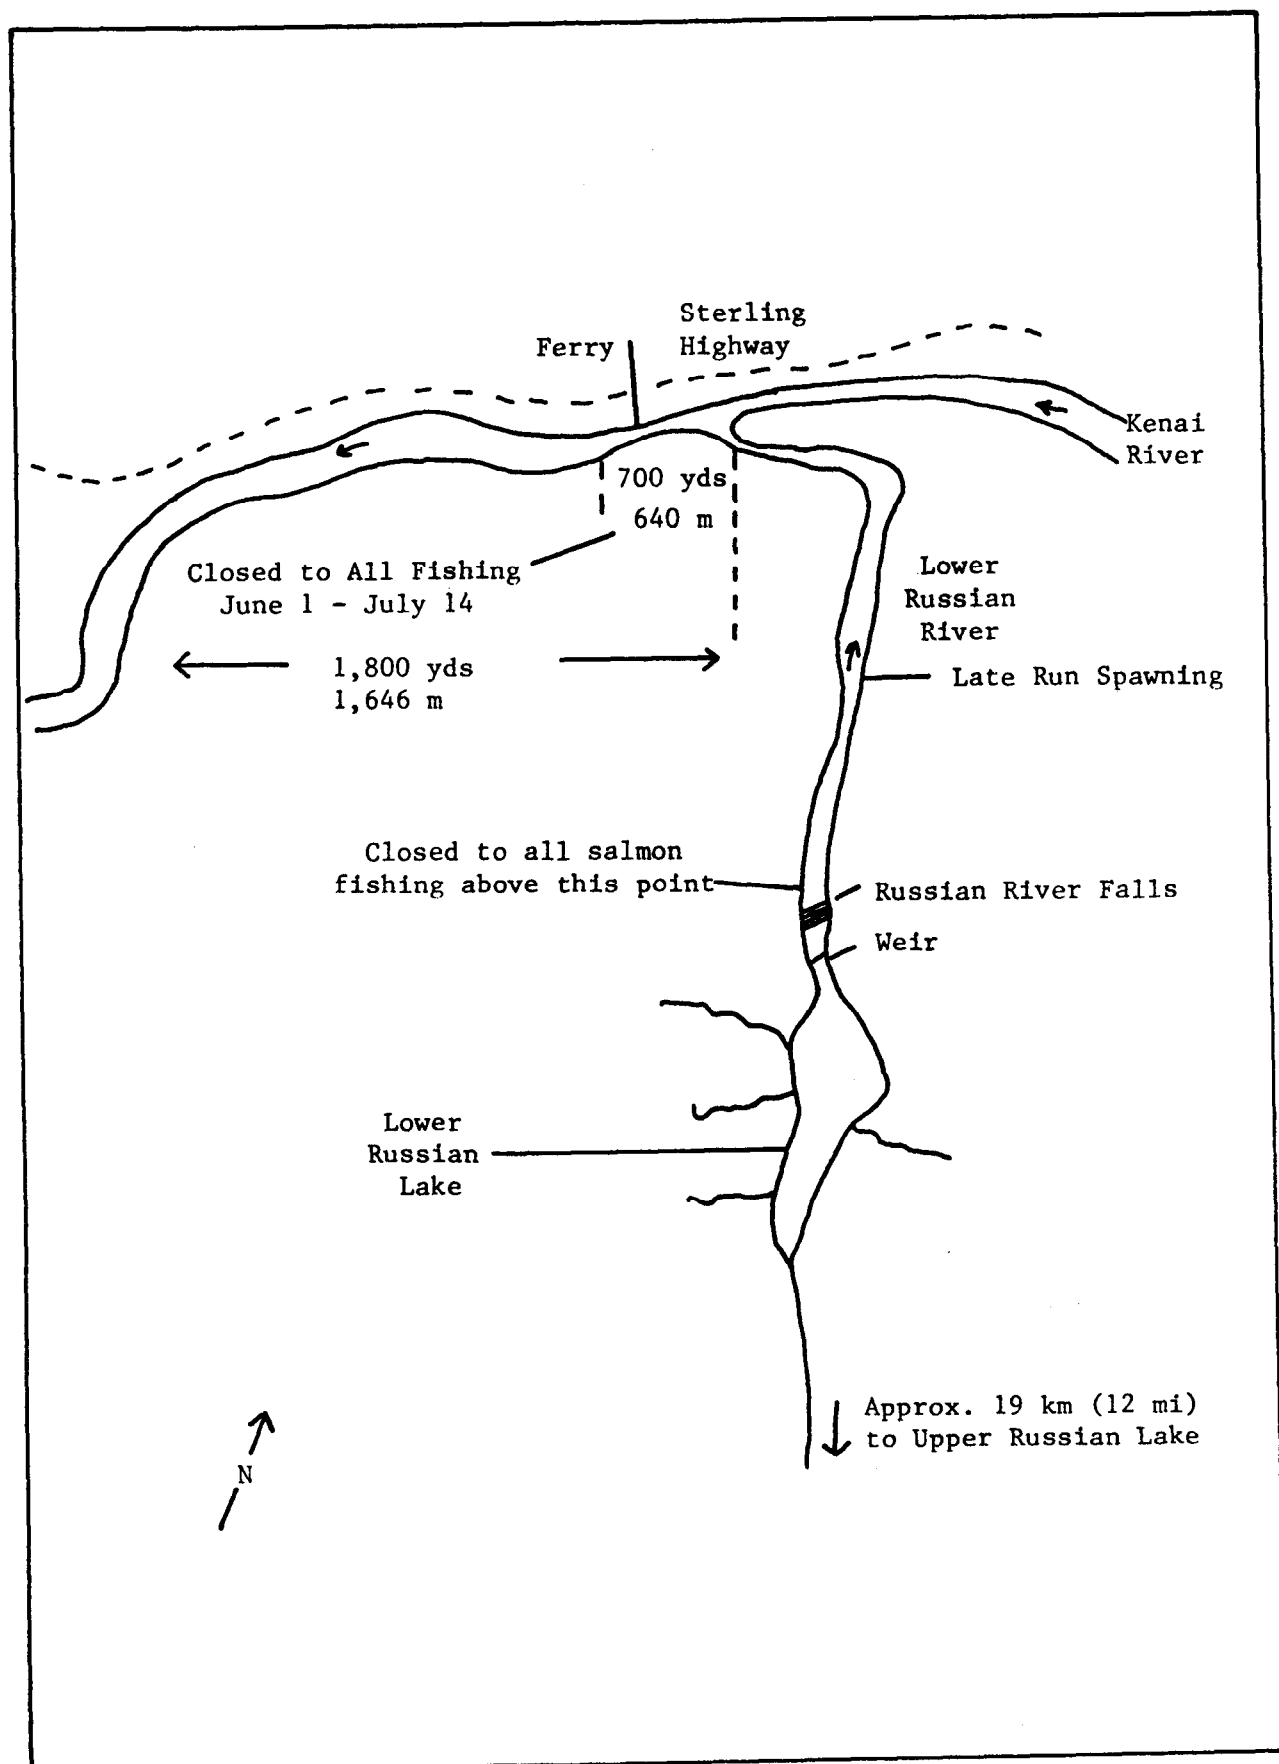 Sterling
Highway
Ferry
Kenai
River
700 yds
640 m
Closed to All Fishing
June 1 - July 14
Lower
Russian
River
1,800 yds
1,646 m
Late Run Spawning
Closed to all salmon
fishing above this point
Russian River Falls
Weir
Lower
Russian
Lake
Approx. 19 km (12 mi)
to Upper Russian Lake
N